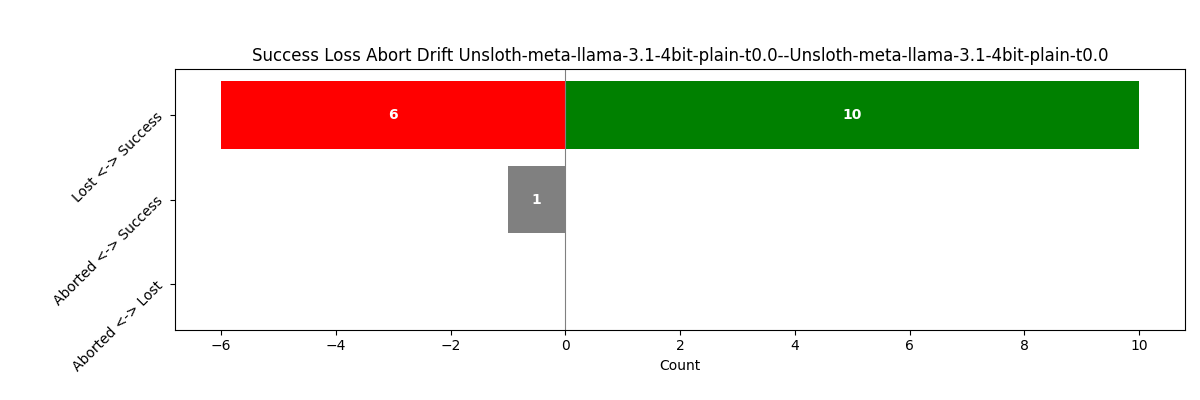 Success Loss Abort Drift Unsloth-meta-llama-3.1-4bit-plain-t0.0--Unsloth-meta-llama-3.1-4bit-plain-t0.0
Lost <-> Success
6
10
Aborted <-> Success
1
Aborted <-> Lost
−6 −4 −2 0 2 4 6 8 10
Count